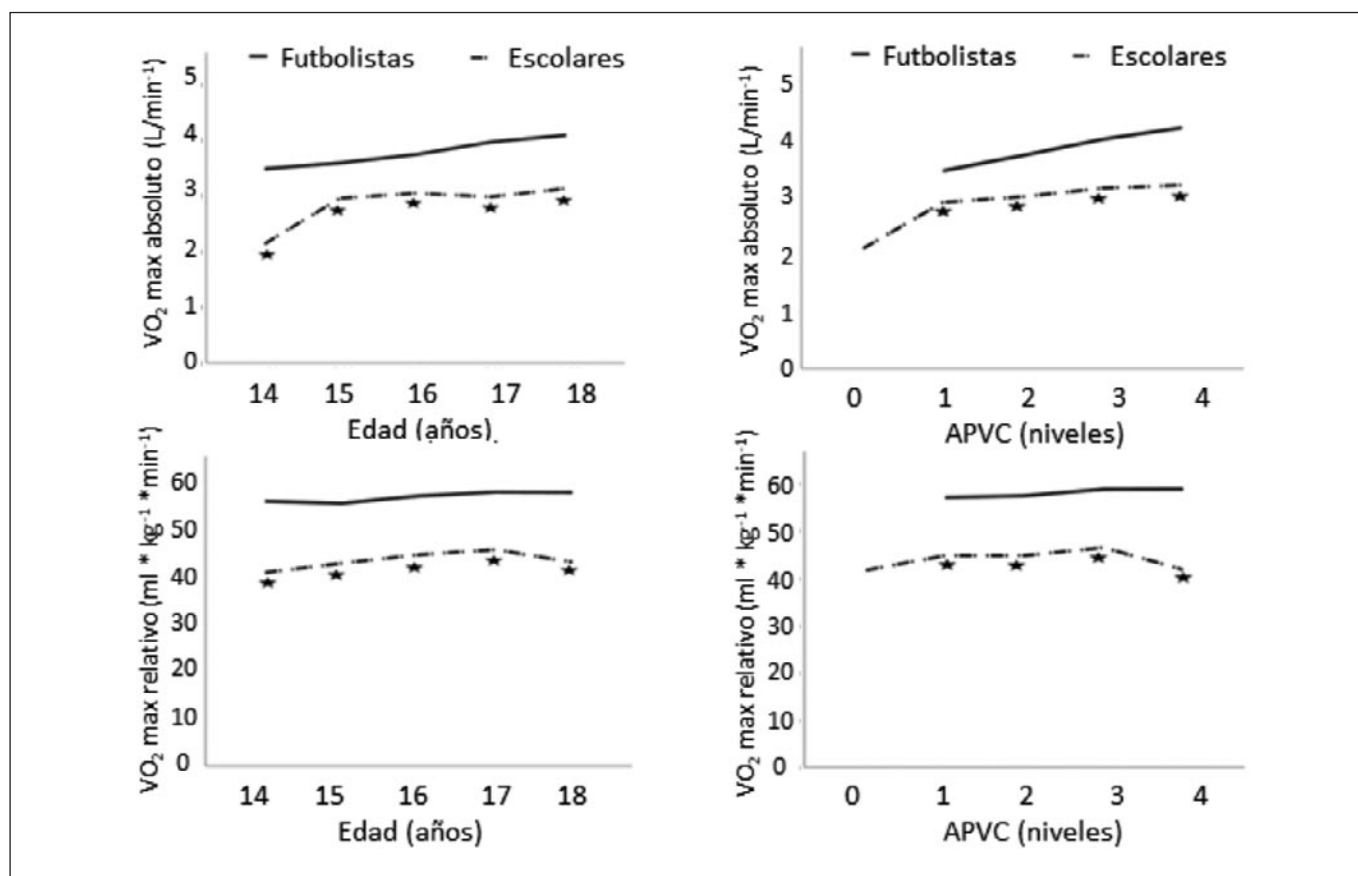 Futbolistas Escolares
VO₂ max absoluto (L/min⁻¹)
5
4
3
2
1
0
14 15 16 17 18
Edad (años)
Futbolistas Escolares
VO₂ max absoluto (L/min⁻¹)
5
4
3
2
1
0
0 1 2 3 4
APVC (niveles)
VO₂ max relativo (ml * kg⁻¹ *min⁻¹)
60
50
40
30
20
10
0
14 15 16 17 18
Edad (años)
VO₂ max relativo (ml * kg⁻¹ *min⁻¹)
60
50
40
30
20
10
0
0 1 2 3 4
APVC (niveles)